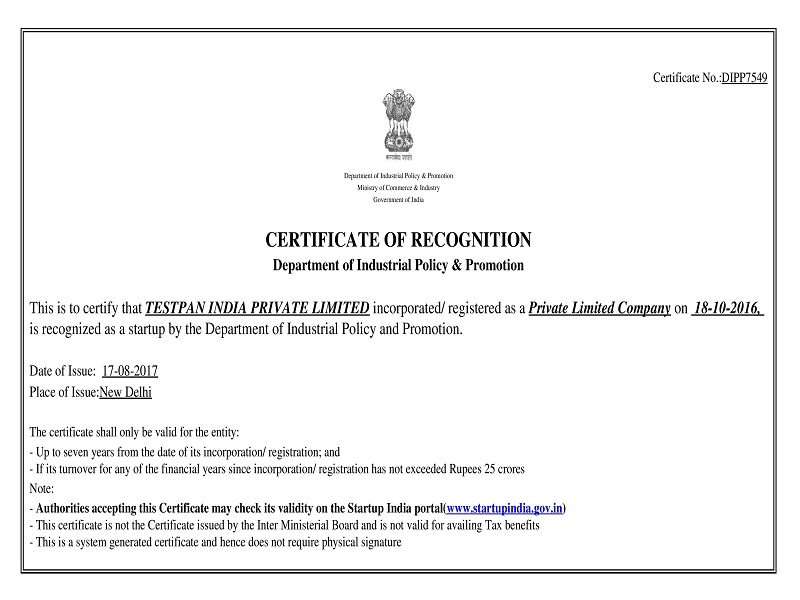 Certificate No.:DIPP7549
सत्यमेव जयते
Department of Industrial Policy & Promotion
Ministry of Commerce & Industry
Government of India
CERTIFICATE OF RECOGNITION
Department of Industrial Policy & Promotion
This is to certify that TESTPAN INDIA PRIVATE LIMITED incorporated/ registered as a Private Limited Company on 18-10-2016,
is recognized as a startup by the Department of Industrial Policy and Promotion.
Date of Issue: 17-08-2017
Place of Issue:New Delhi
The certificate shall only be valid for the entity:
- Up to seven years from the date of its incorporation/ registration; and
- If its turnover for any of the financial years since incorporation/ registration has not exceeded Rupees 25 crores
Note:
- Authorities accepting this Certificate may check its validity on the Startup India portal(www.startupindia.gov.in)
- This certificate is not the Certificate issued by the Inter Ministerial Board and is not valid for availing Tax benefits
- This is a system generated certificate and hence does not require physical signature